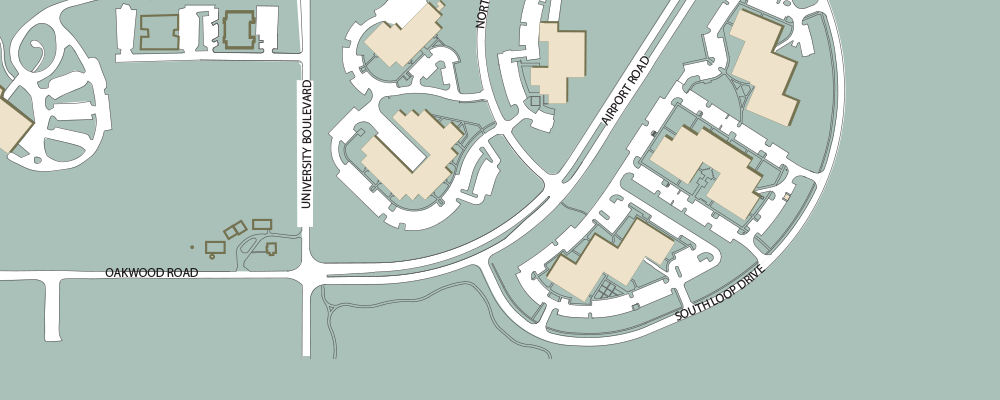 NORT
AIRPORT ROAD
UNIVERSITY BOULEVARD
OAKWOOD ROAD
SOUTH LOOP DRIVE